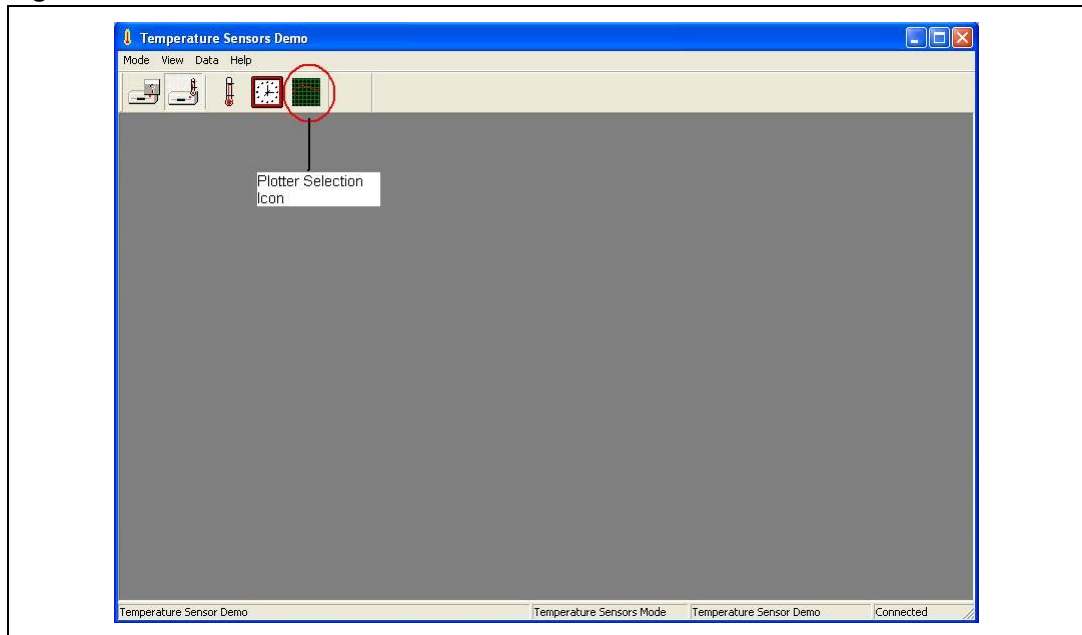 Temperature Sensors Demo
Mode View Data Help
Plotter Selection
Icon
Temperature Sensor Demo Temperature Sensors Mode Temperature Sensor Demo Connected